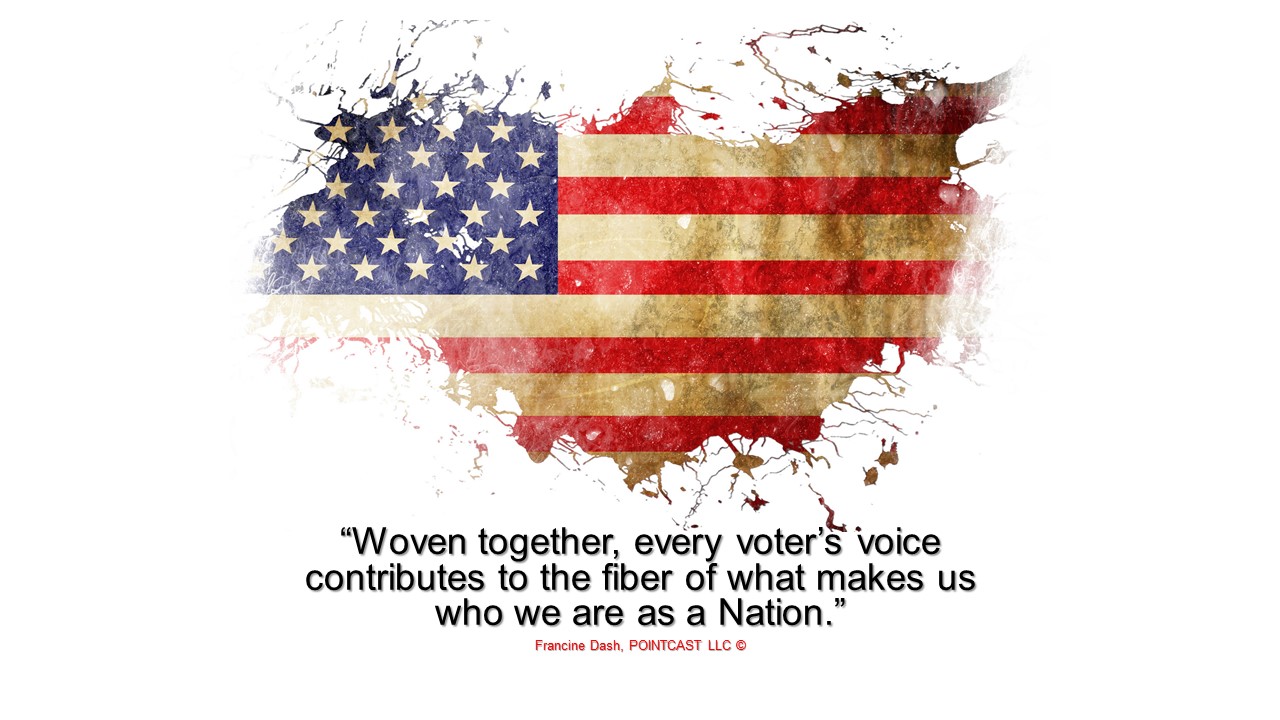 “Woven together, every voter’s voice
contributes to the fiber of what makes us
who we are as a Nation.”
Francine Dash, POINTCAST LLC ©